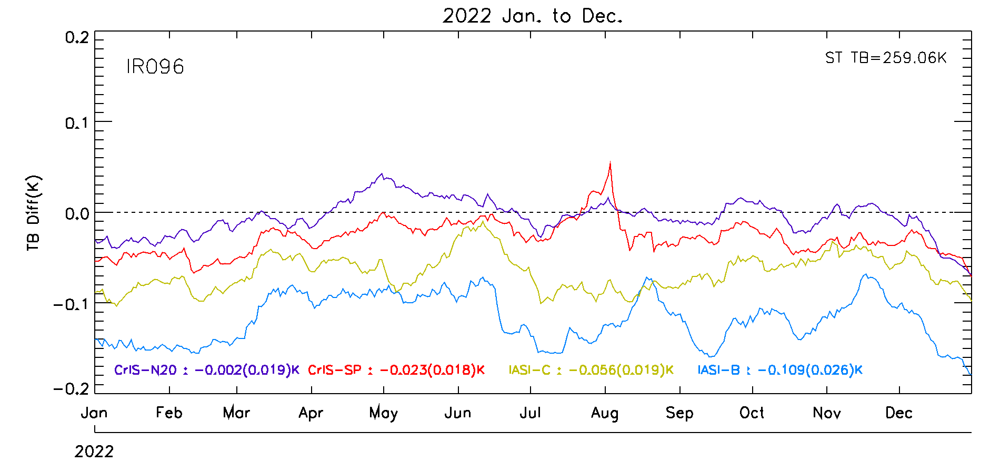 2022 Jan. to Dec.
0.2
IR096
ST TB=259.06K
0.1
TB Diff(K)
0.0
-0.1
CrIS-N20 : -0.002(0.019)K CrIS-SP : -0.023(0.018)K IASI-C : -0.056(0.019)K IASI-B : -0.109(0.026)K
-0.2
Jan Feb Mar Apr May Jun Jul Aug Sep Oct Nov Dec
2022